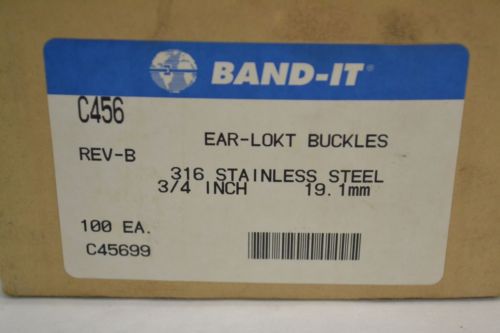 BAND-IT®
C456
EAR-LOKT BUCKLES
REV-B
316 STAINLESS STEEL
3/4 INCH 19.1mm
100 EA.
C45699